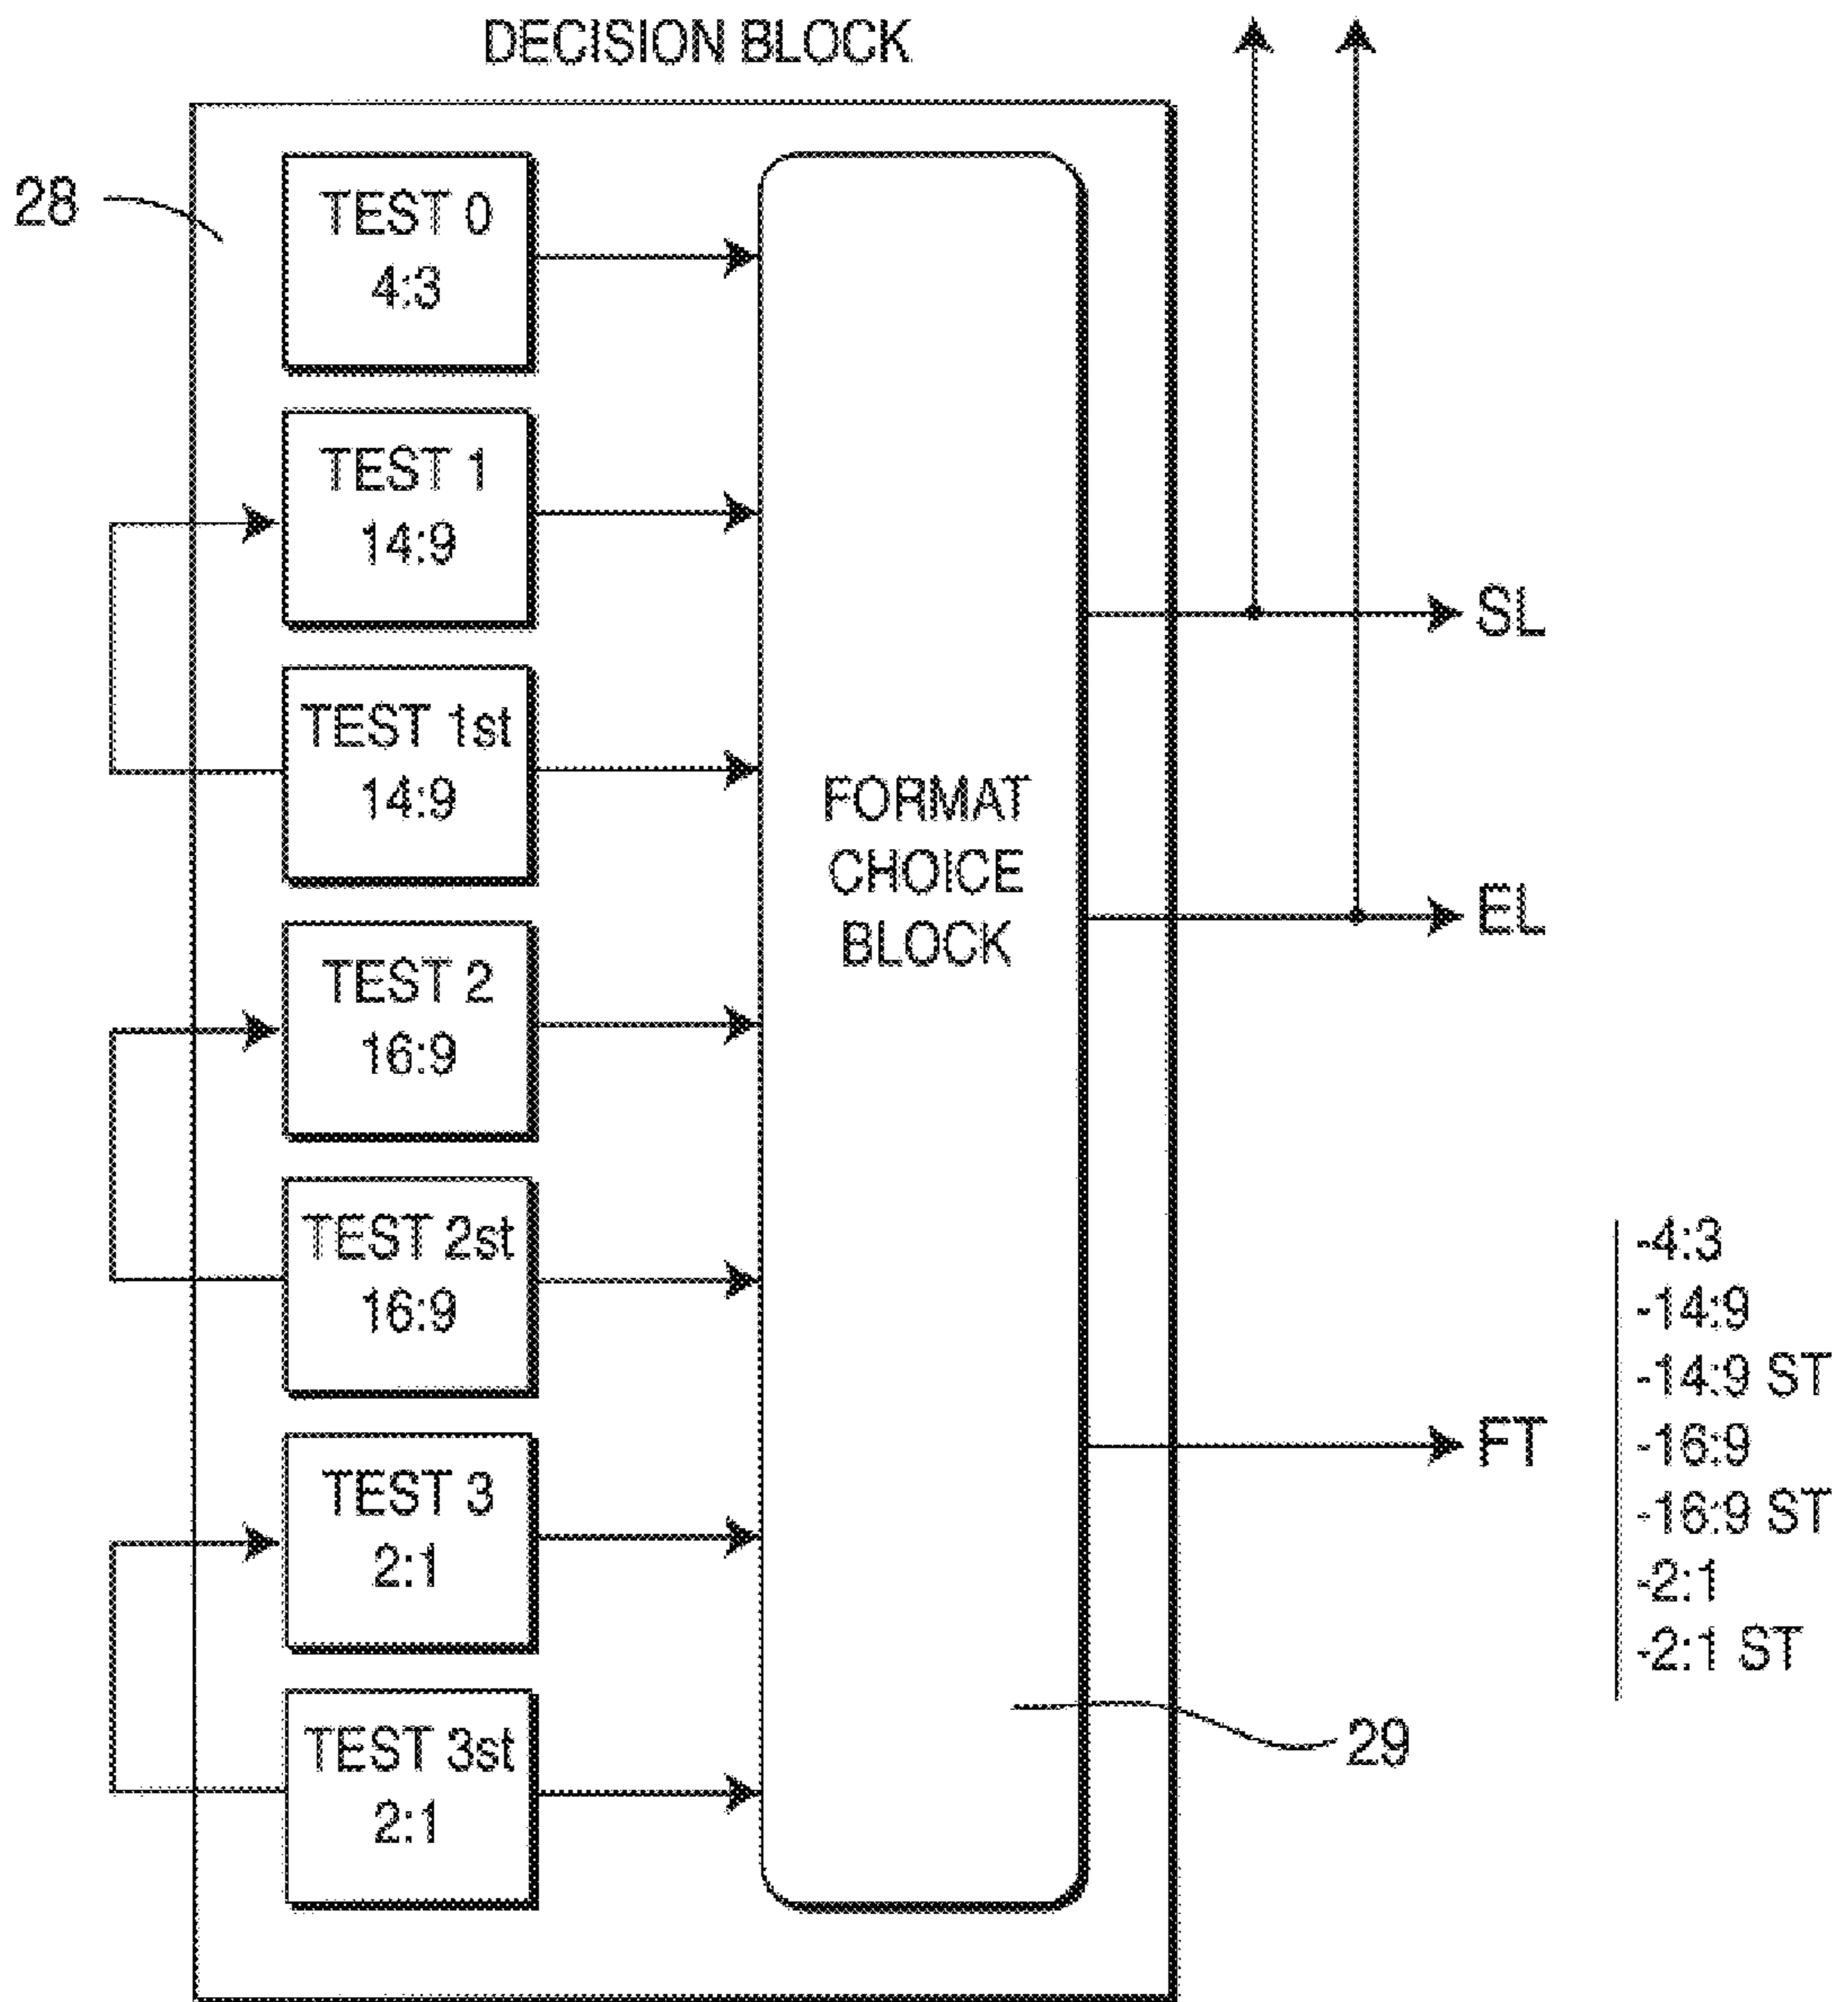 DECISION BLOCK
28
TEST 0
4:3
TEST 1
14:9
TEST 1st
14:9
TEST 2
16:9
TEST 2st
16:9
TEST 3
2:1
TEST 3st
2:1
FORMAT
CHOICE
BLOCK
29
SL
EL
FT
-4:3
-14:9
-14:9 ST
-16:9
-16:9 ST
-2:1
-2:1 ST